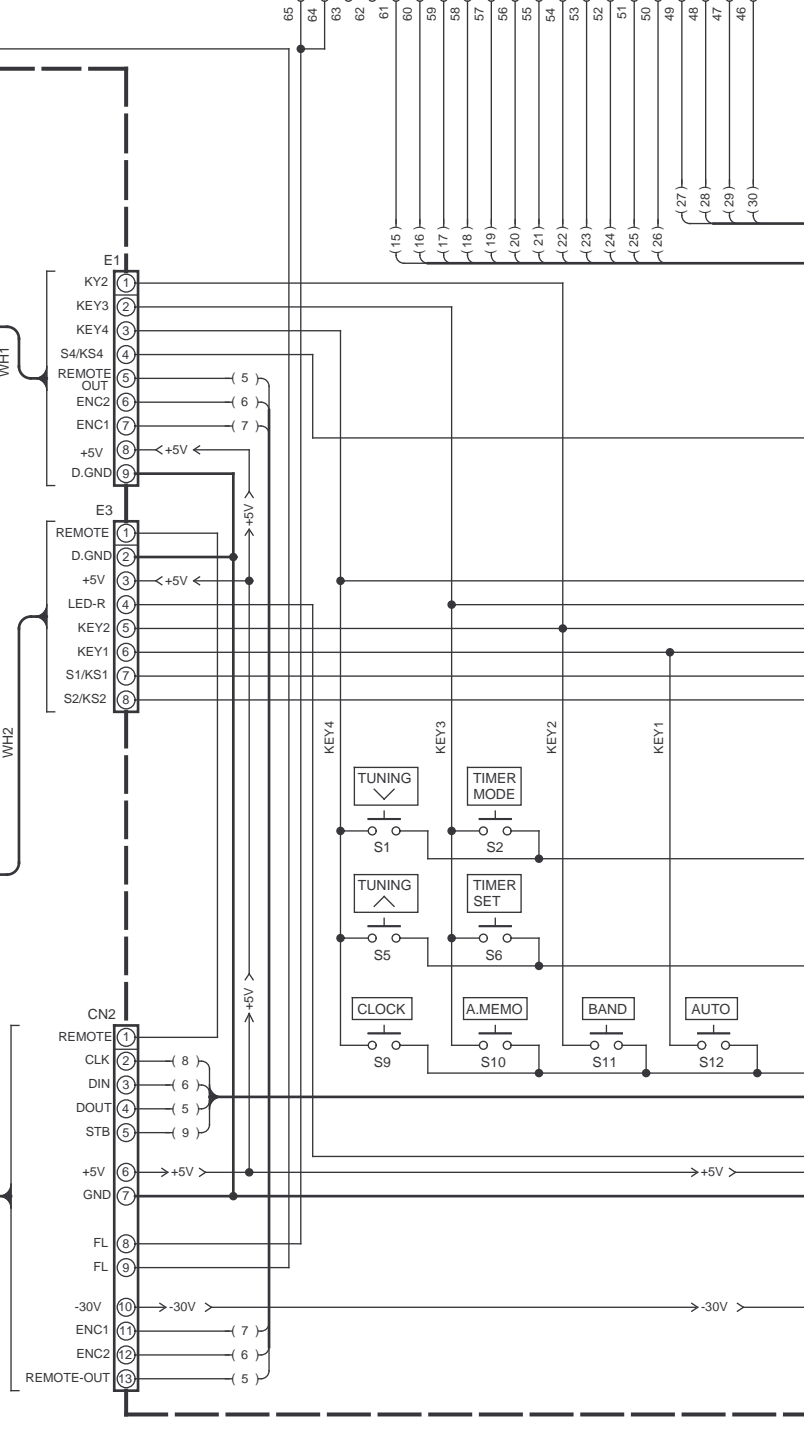 65 64 63 62 61 60 59 58 57 56 55 54 53 52 51 50 49 48 47 46
(27) (28) (29) (30)
(15) (16) (17) (18) (19) (20) (21) (22) (23) (24) (25) (26)
E1
KY2 1
KEY3 2
KEY4 3
S4/KS4 4
WH1
REMOTE OUT 5 (5)
ENC2 6 (6)
ENC1 7 (7)
+5V 8 +5V
D.GND 9
+5V
E3
REMOTE 1
D.GND 2
+5V 3 +5V
LED-R 4
KEY2 5
KEY1 6
S1/KS1 7
S2/KS2 8
WH2
KEY4 KEY3 KEY2 KEY1
TUNING
TIMER MODE
S1 S2
TUNING
TIMER SET
S5 S6
+5V
CLOCK A.MEMO BAND AUTO
S9 S10 S11 S12
CN2
REMOTE 1
CLK 2 (8)
DIN 3 (6)
DOUT 4 (5)
STB 5 (9)
+5V 6 +5V +5V
GND 7
FL 8
FL 9
-30V 10 -30V -30V
ENC1 11 (7)
ENC2 12 (6)
REMOTE-OUT 13 (5)